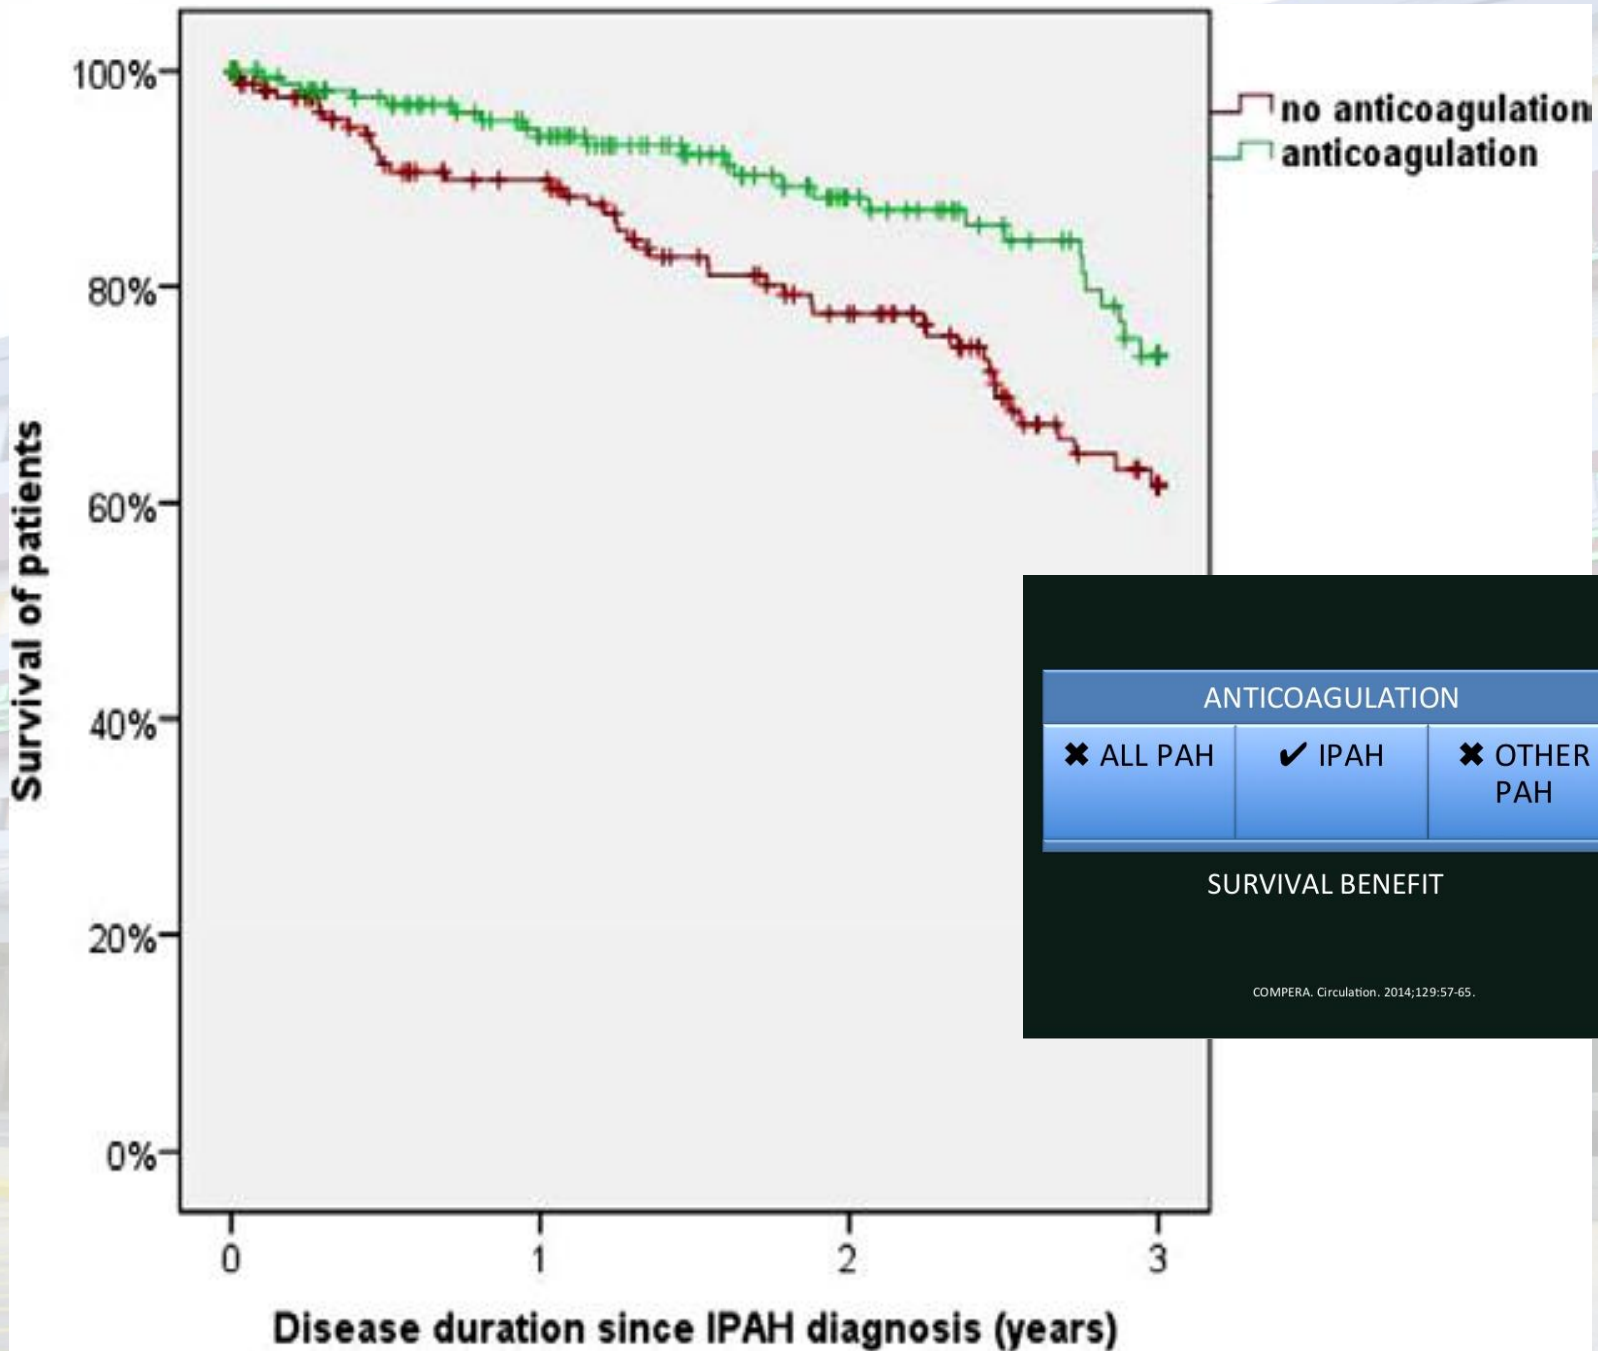 100%
80%
60%
40%
20%
0%
Survival of patients
0 1 2 3
Disease duration since IPAH diagnosis (years)
no anticoagulation
anticoagulation
ANTICOAGULATION
✖ ALL PAH
✔ IPAH
✖ OTHER
PAH
SURVIVAL BENEFIT
COMPERA. Circulation. 2014;129:57-65.